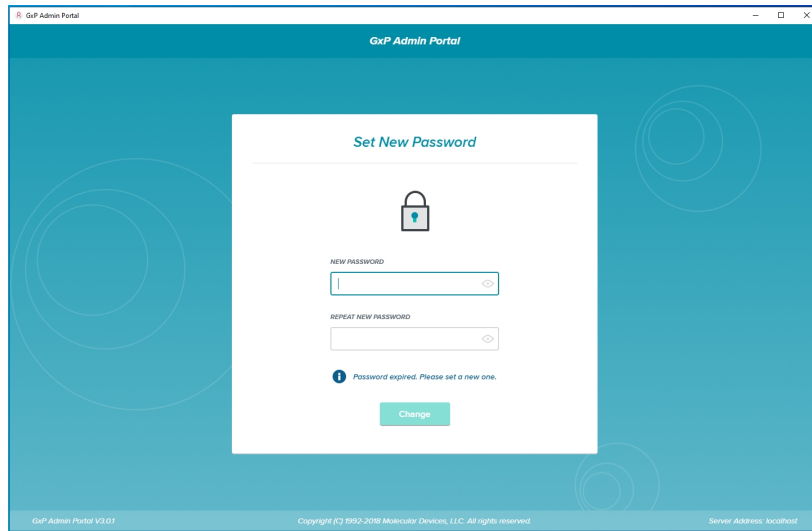 GxP Admin Portal
GxP Admin Portal
Set New Password
NEW PASSWORD
REPEAT NEW PASSWORD
Password expired. Please set a new one.
Change
GxP Admin Portal V3.0.1 Copyright (C) 1992-2018 Molecular Devices, LLC. All rights reserved. Server Address: localhost